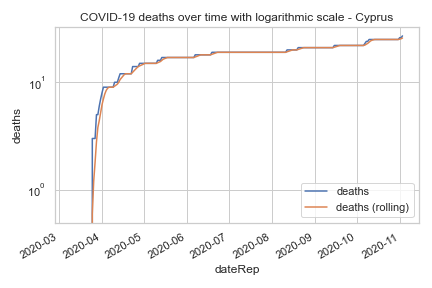 COVID-19 deaths over time with logarithmic scale - Cyprus
deaths
10¹
10⁰
deaths
deaths (rolling)
2020-03
2020-04
2020-05
2020-06
2020-07
2020-08
2020-09
2020-10
2020-11
dateRep